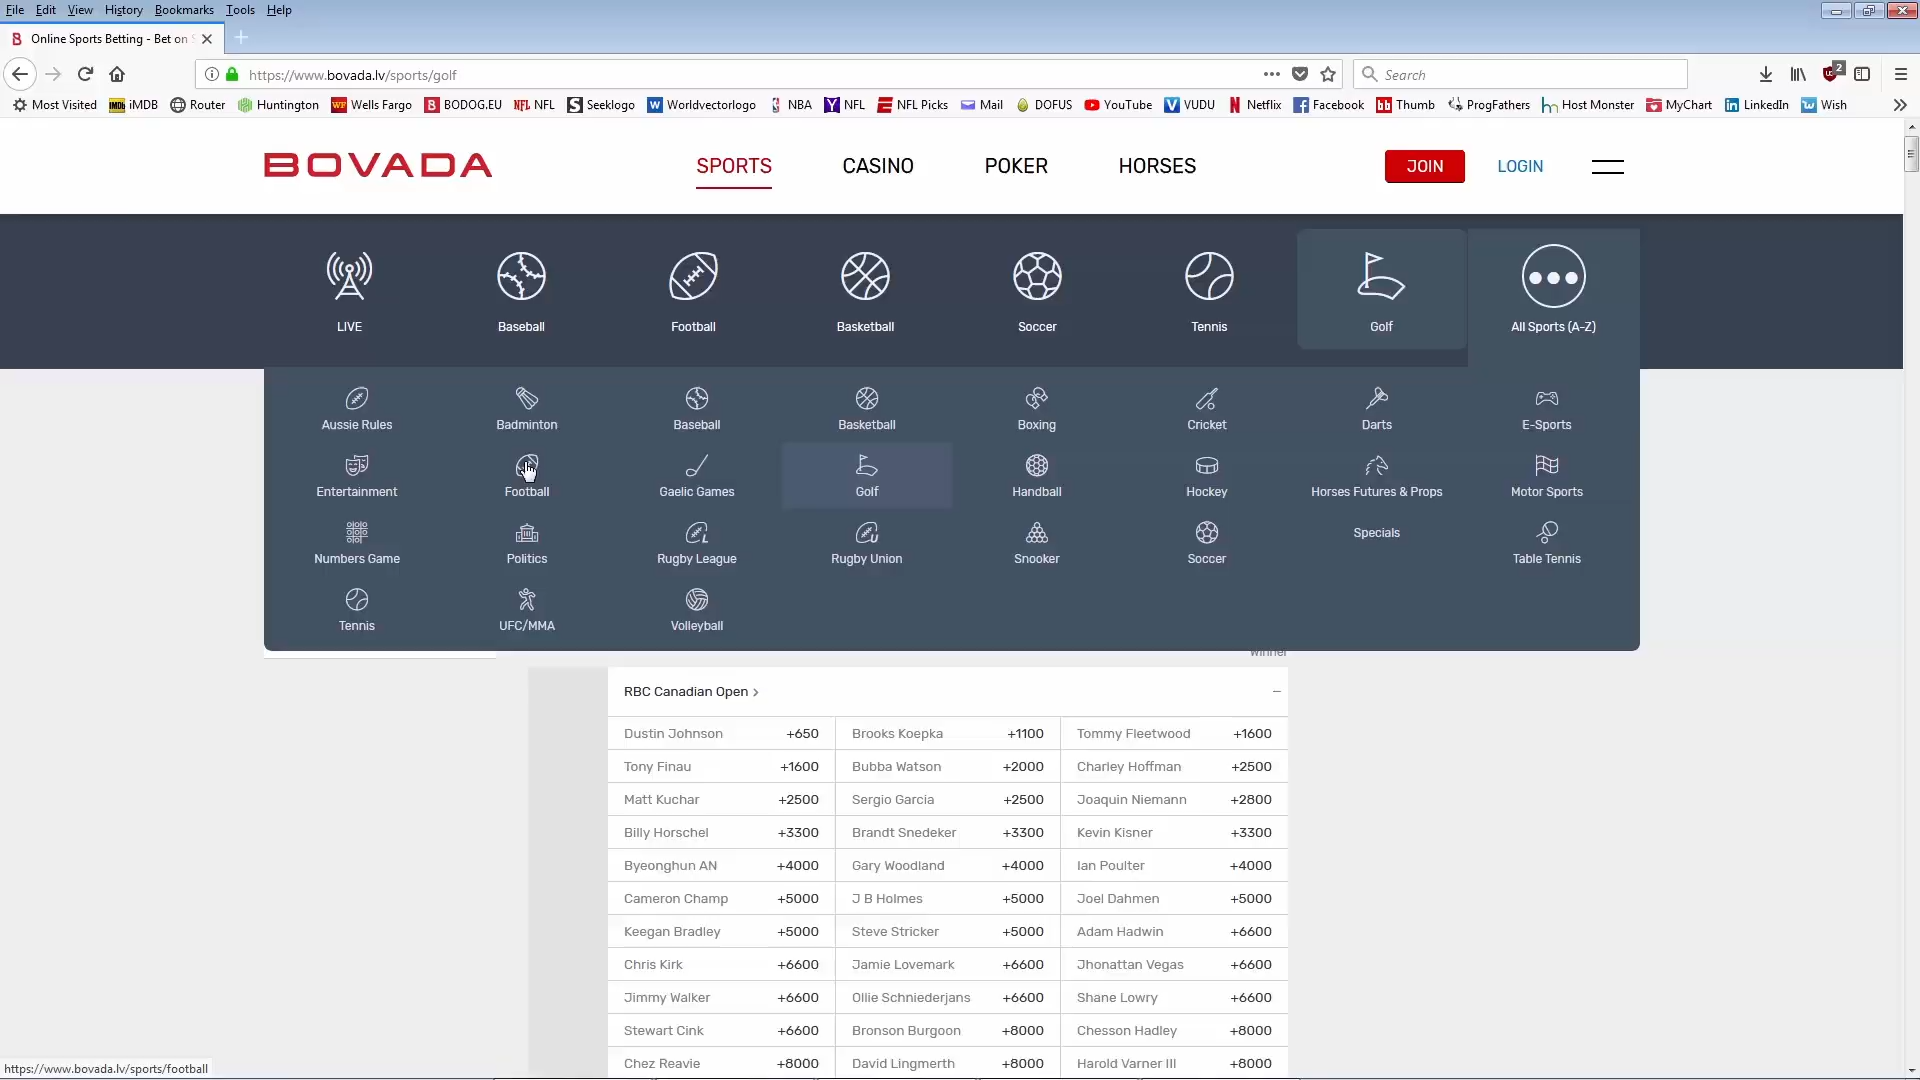 File Edit View History Bookmarks Tools Help
B Online Sports Betting - Bet on S
https://www.bovada.lv/sports/golf
Search
2
Most Visited IMDb iMDB Router Huntington WF Wells Fargo B BODOG.EU NFL NFL S Seeklogo W Worldvectorlogo NBA Y NFL NFL Picks Mail DOFUS YouTube V VUDU N Netflix Facebook bb Thumb ProgFathers Host Monster MyChart in LinkedIn w Wish
BOVADA
SPORTS CASINO POKER HORSES
JOIN LOGIN
LIVE Baseball Football Basketball Soccer Tennis Golf All Sports (A-Z)
Aussie Rules Badminton Baseball Basketball Boxing Cricket Darts E-Sports
Entertainment Football Gaelic Games Golf Handball Hockey Horses Futures & Props Motor Sports
Numbers Game Politics Rugby League Rugby Union Snooker Soccer Specials Table Tennis
Tennis UFC/MMA Volleyball
Winner
RBC Canadian Open > –
Dustin Johnson +650 Brooks Koepka +1100 Tommy Fleetwood +1600
Tony Finau +1600 Bubba Watson +2000 Charley Hoffman +2500
Matt Kuchar +2500 Sergio Garcia +2500 Joaquin Niemann +2800
Billy Horschel +3300 Brandt Snedeker +3300 Kevin Kisner +3300
Byeonghun AN +4000 Gary Woodland +4000 Ian Poulter +4000
Cameron Champ +5000 J B Holmes +5000 Joel Dahmen +5000
Keegan Bradley +5000 Steve Stricker +5000 Adam Hadwin +6600
Chris Kirk +6600 Jamie Lovemark +6600 Jhonattan Vegas +6600
Jimmy Walker +6600 Ollie Schniederjans +6600 Shane Lowry +6600
Stewart Cink +6600 Bronson Burgoon +8000 Chesson Hadley +8000
Chez Reavie +8000 David Lingmerth +8000 Harold Varner III +8000
https://www.bovada.lv/sports/football